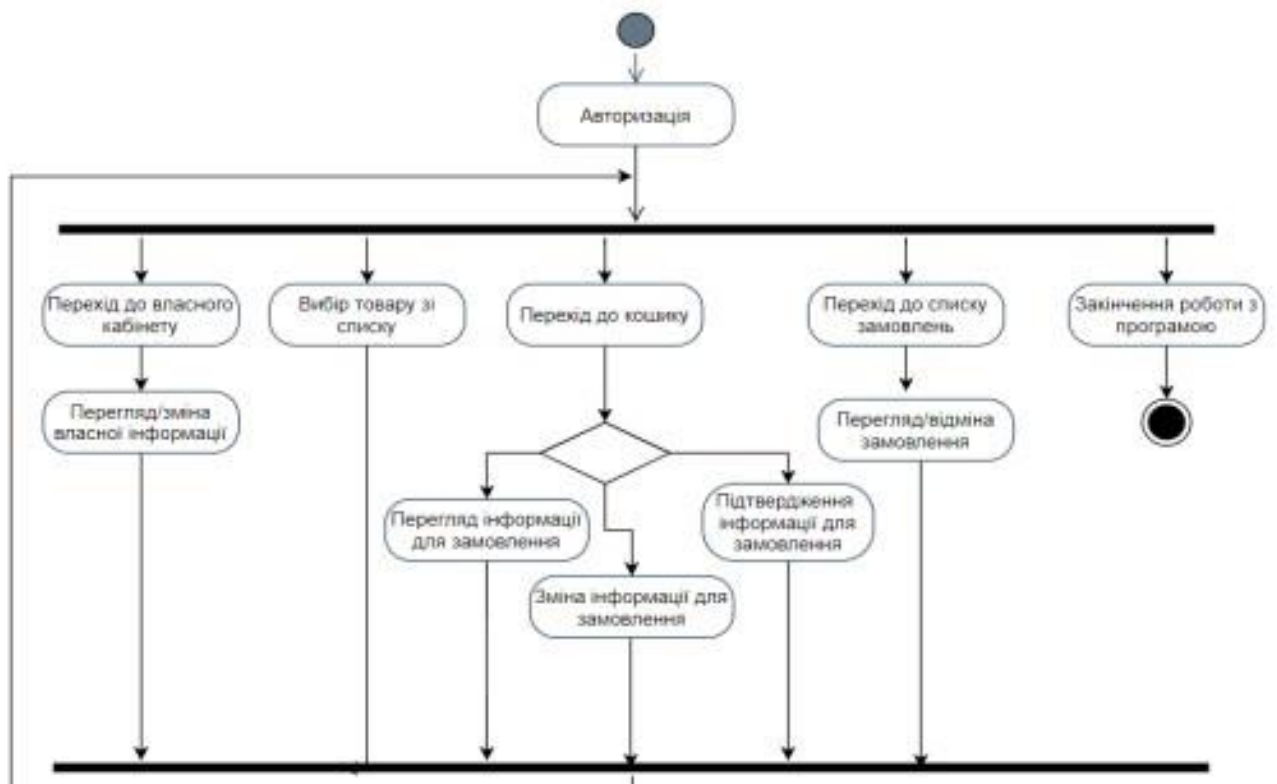 Авторизація
Перехід до власного
кабінету
Вибір товару зі
списку
Перехід до кошику
Перехід до списку
замовлень
Закінчення роботи з
програмою
Перегляд/зміна
власної інформації
Перегляд/відміна
замовлення
Перегляд інформації
для замовлення
Підтвердження
інформації для
замовлення
Зміна інформації для
замовлення